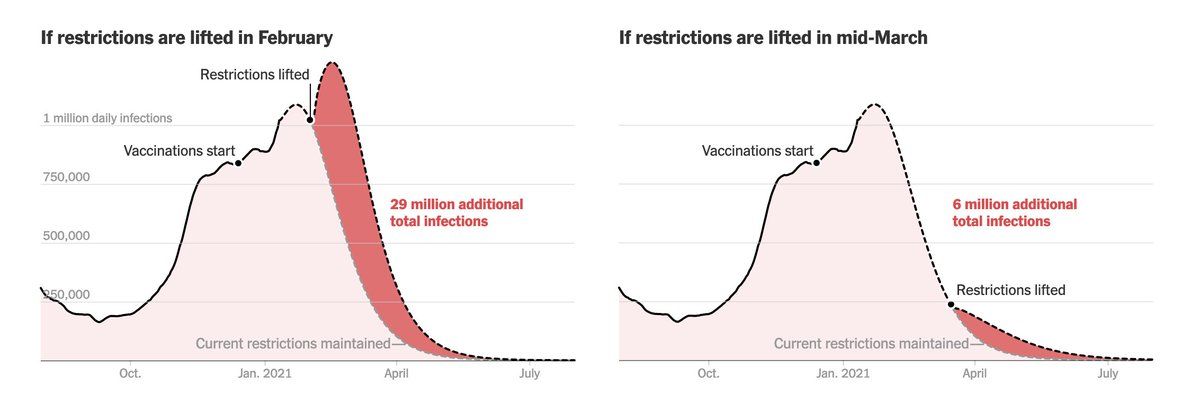 If restrictions are lifted in February
Restrictions lifted
1 million daily infections
Vaccinations start
750,000
29 million additional
total infections
500,000
250,000
Current restrictions maintained
Oct.
Jan. 2021
April
July
If restrictions are lifted in mid-March
Vaccinations start
6 million additional
total infections
Restrictions lifted
Current restrictions maintained
Oct.
Jan. 2021
April
July